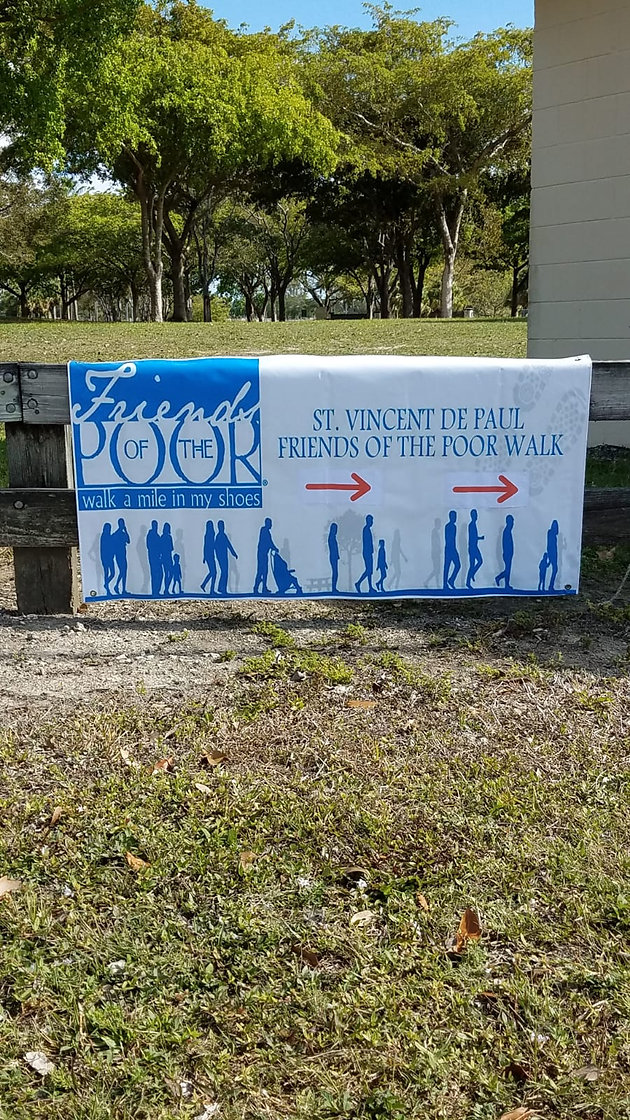 Friends
OF THE
POOR®
walk a mile in my shoes
ST. VINCENT DE PAUL
FRIENDS OF THE POOR WALK